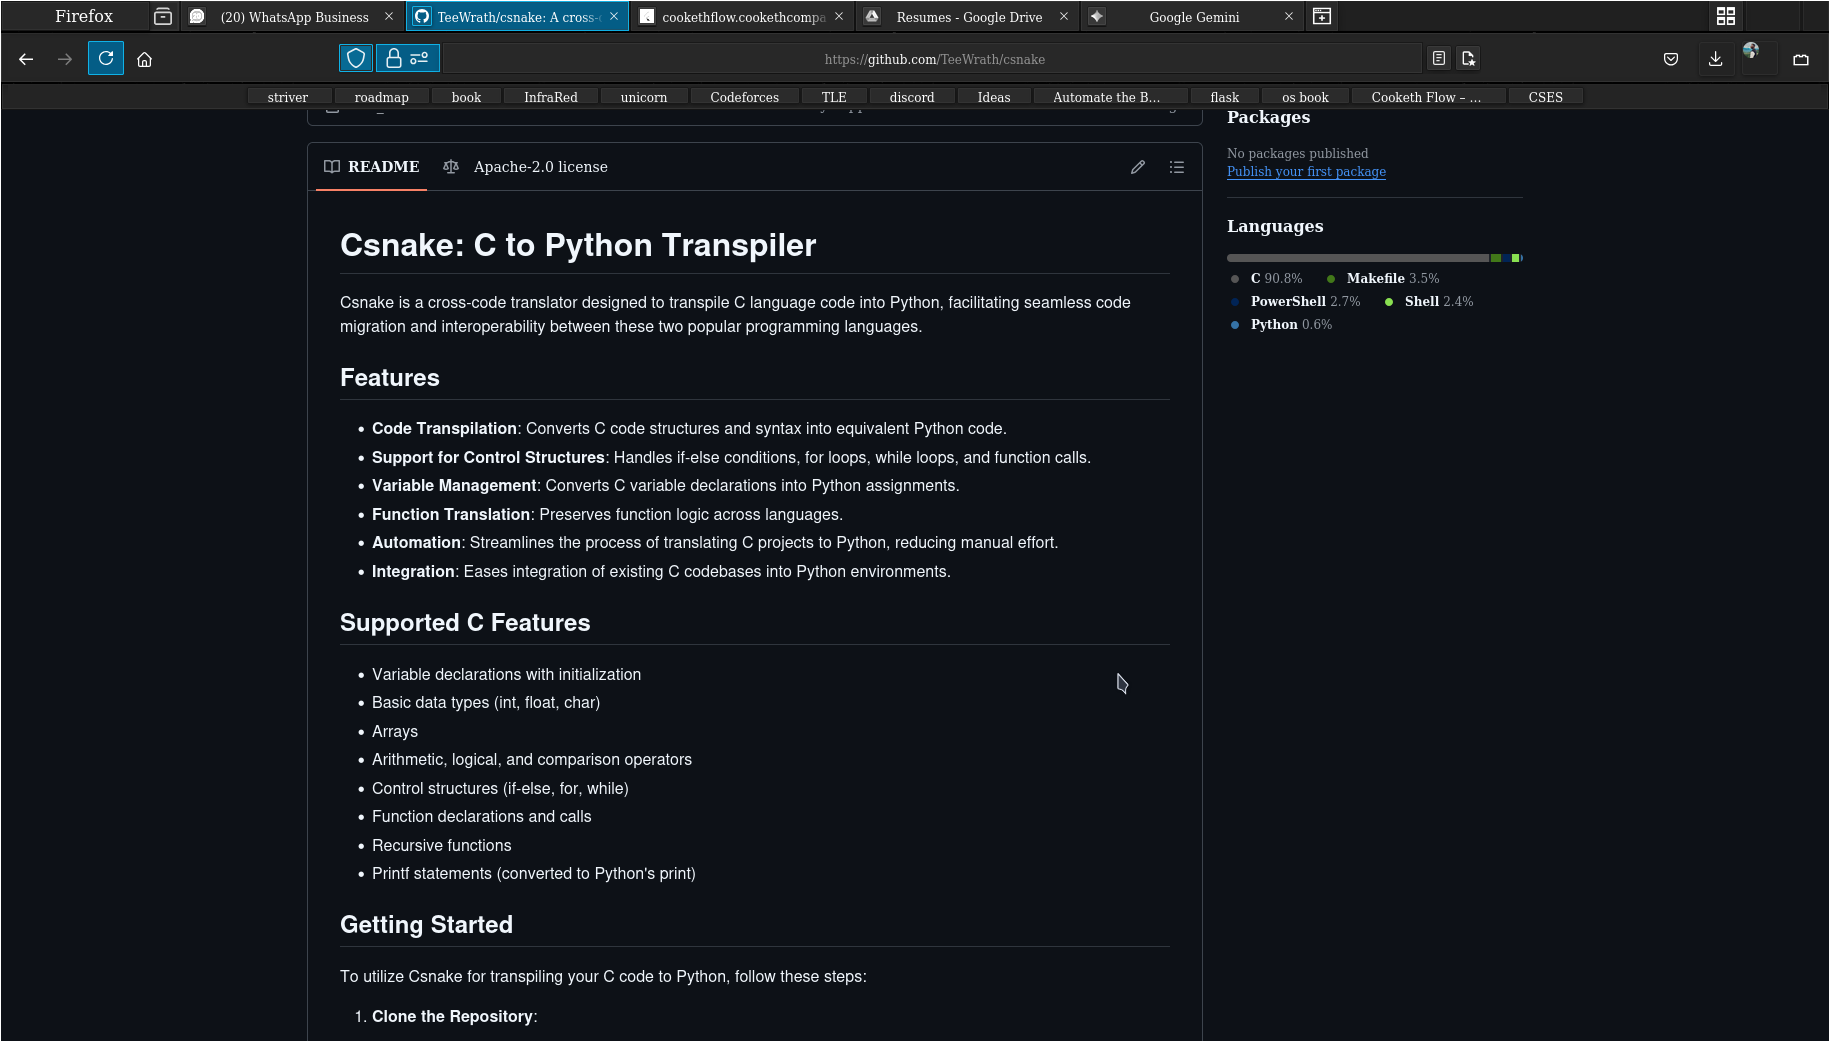 Firefox
(20) WhatsApp Business
TeeWrath/csnake: A cross-
cookethflow.cookethcompa
Resumes - Google Drive
Google Gemini
https://github.com/TeeWrath/csnake
striver
roadmap
book
InfraRed
unicorn
Codeforces
TLE
discord
Ideas
Automate the B...
flask
os book
Cooketh Flow – ...
CSES
README
Apache-2.0 license
Csnake: C to Python Transpiler
Csnake is a cross-code translator designed to transpile C language code into Python, facilitating seamless code
migration and interoperability between these two popular programming languages.
Features
• Code Transpilation: Converts C code structures and syntax into equivalent Python code.
• Support for Control Structures: Handles if-else conditions, for loops, while loops, and function calls.
• Variable Management: Converts C variable declarations into Python assignments.
• Function Translation: Preserves function logic across languages.
• Automation: Streamlines the process of translating C projects to Python, reducing manual effort.
• Integration: Eases integration of existing C codebases into Python environments.
Supported C Features
• Variable declarations with initialization
• Basic data types (int, float, char)
• Arrays
• Arithmetic, logical, and comparison operators
• Control structures (if-else, for, while)
• Function declarations and calls
• Recursive functions
• Printf statements (converted to Python's print)
Getting Started
To utilize Csnake for transpiling your C code to Python, follow these steps:
1. Clone the Repository:
Packages
No packages published
Publish your first package
Languages
C 90.8%
Makefile 3.5%
PowerShell 2.7%
Shell 2.4%
Python 0.6%